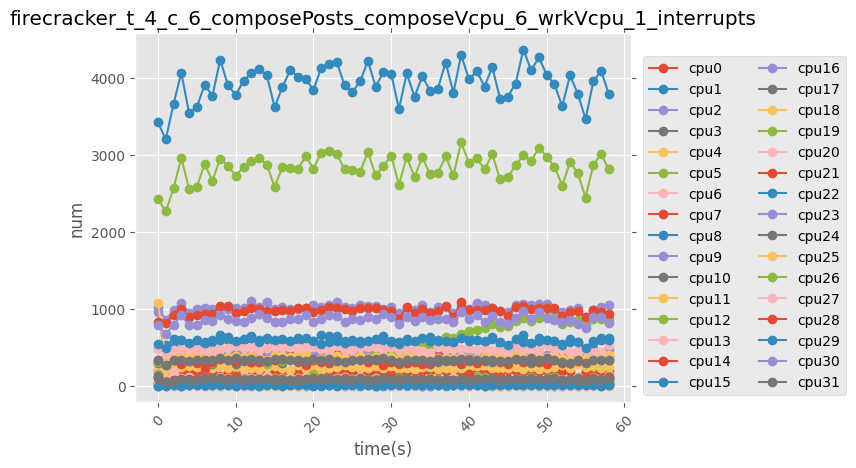 firecracker_t_4_c_6_composePosts_composeVcpu_6_wrkVcpu_1_interrupts
num
4000
3000
2000
1000
0
0
10
20
30
40
50
60
time(s)
cpu0
cpu1
cpu2
cpu3
cpu4
cpu5
cpu6
cpu7
cpu8
cpu9
cpu10
cpu11
cpu12
cpu13
cpu14
cpu15
cpu16
cpu17
cpu18
cpu19
cpu20
cpu21
cpu22
cpu23
cpu24
cpu25
cpu26
cpu27
cpu28
cpu29
cpu30
cpu31